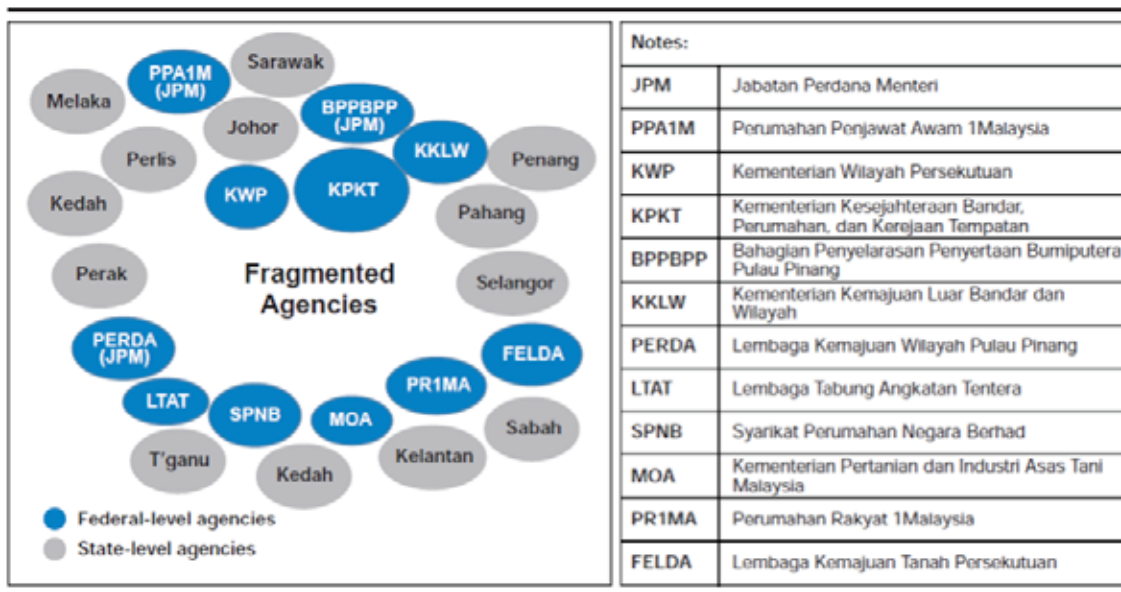 Sarawak
PPA1M
(JPM)
Melaka
BPPBPP
(JPM)
Johor
KKLW
Perlis
Penang
KWP
KPKT
Kedah
Pahang
Perak
Fragmented
Agencies
Selangor
PERDA
(JPM)
FELDA
PR1MA
LTAT
SPNB
MOA
Sabah
T'ganu
Kelantan
Kedah
Federal-level agencies
State-level agencies
Notes:
JPM Jabatan Perdana Menteri
PPA1M Perumahan Penjawat Awam 1Malaysia
KWP Kementerian Wilayah Persekutuan
KPKT Kementerian Kesejahteraan Bandar,
Perumahan, dan Kerejaan Tempatan
BPPBPP Bahagian Penyelarasan Penyertaan Bumiputera
Pulau Pinang
KKLW Kementerian Kemajuan Luar Bandar dan
Wilayah
PERDA Lembaga Kemajuan Wilayah Pulau Pinang
LTAT Lembaga Tabung Angkatan Tentera
SPNB Syarikat Perumahan Negara Berhad
MOA Kementerian Pertanian dan Industri Asas Tani
Malaysia
PR1MA Perumahan Rakyat 1Malaysia
FELDA Lembaga Kemajuan Tanah Persekutuan